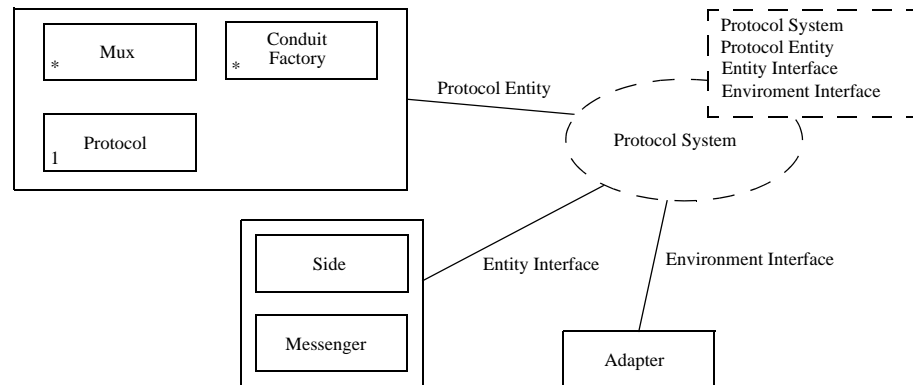 Mux
*
Conduit
Factory
*
Protocol
1
Protocol Entity
Protocol System
Protocol System
Protocol Entity
Entity Interface
Enviroment Interface
Side
Messenger
Entity Interface
Environment Interface
Adapter